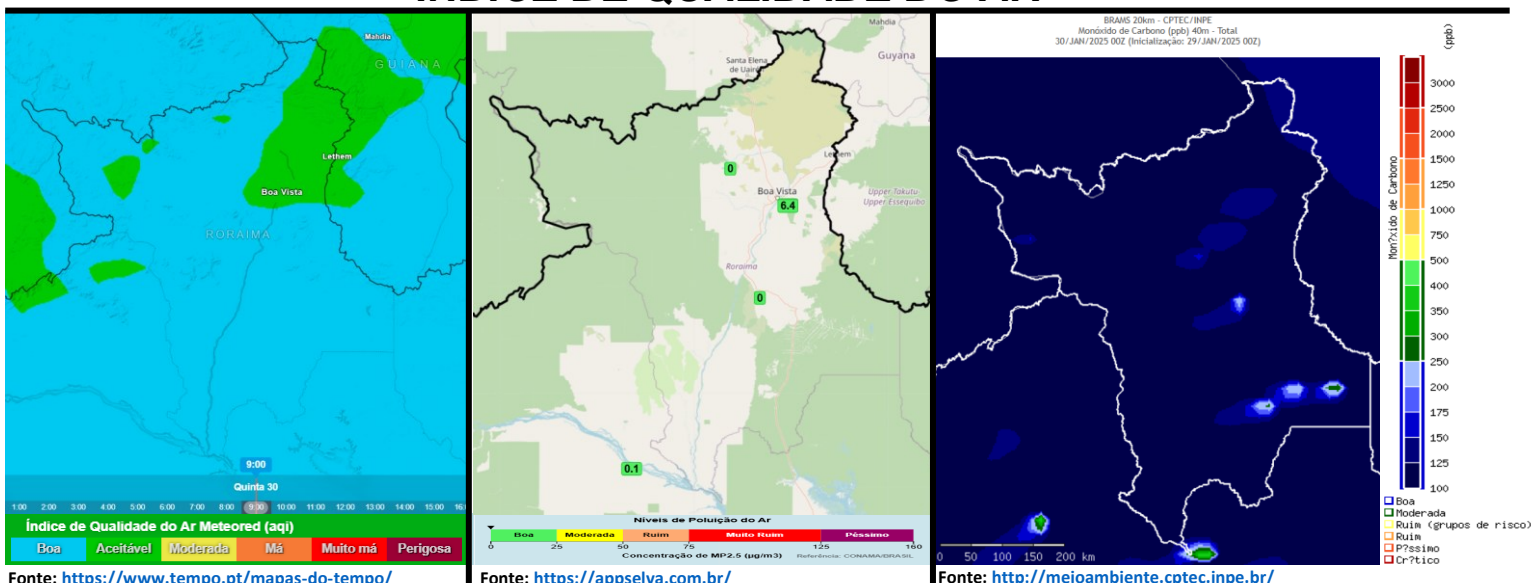 ÍNDICE DE QUALIDADE DO AR
Mahdia
GUIANA
Lethem
Boa Vista
RORAIMA
9:00
Quinta 30
1:00 2:00 3:00 4:00 5:00 6:00 7:00 8:00 9:00 10:00 11:00 12:00 13:00 14:00 15:00 16:
Índice de Qualidade do Ar Meteored (aqi)
Boa Aceitável Moderada Má Muito má Perigosa
Fonte: https://www.tempo.pt/mapas-do-tempo/
Mahdia
Santa Elena
de Uairé
Guyana
Lethem
0
Boa Vista
6.4
Upper Takutu
Upper Essequibo
Roraima
0
0.1
Níveis de Poluição do Ar
Boa Moderada Ruim Muito Ruim Péssimo
0 25 50 75 125 160
Concentração de MP2.5 (µg/m3) Referência: CONAMA/BRASIL
Fonte: https://appselva.com.br/
BRAMS 20km - CPTEC/INPE
Monóxido de Carbono (ppb) 40m - Total
30/JAN/2025 00Z (Inicialização: 29/JAN/2025 00Z)
(ppb)
Mon?xido de Carbono
3000
2500
2000
1500
1250
1000
750
500
400
350
300
250
200
175
150
125
100
Boa
Moderada
Ruim (grupos de risco)
Ruim
P?ssimo
Cr?tico
0 50 100 150 200 km
Fonte: http://meioambiente.cptec.inpe.br/